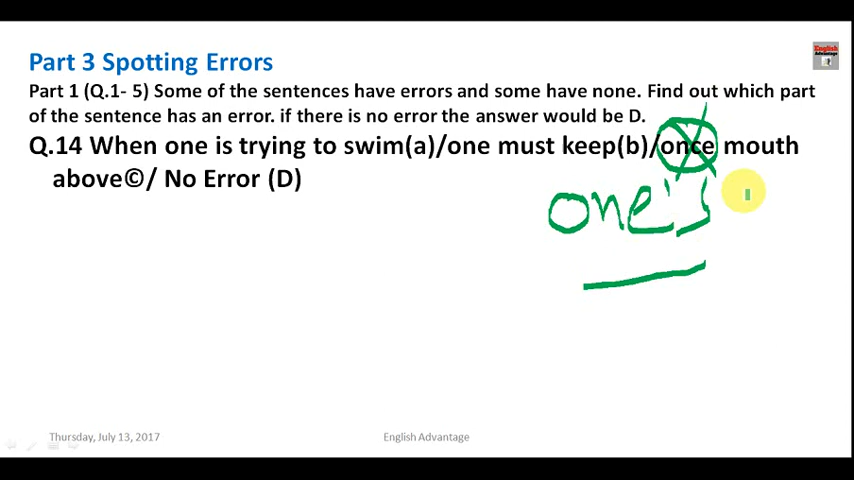 English
Advantage
Part 3 Spotting Errors
Part 1 (Q.1- 5) Some of the sentences have errors and some have none. Find out which part
of the sentence has an error. if there is no error the answer would be D.
Q.14 When one is trying to swim(a)/one must keep(b)/once mouth
above©/ No Error (D)
one's
Thursday, July 13, 2017
English Advantage